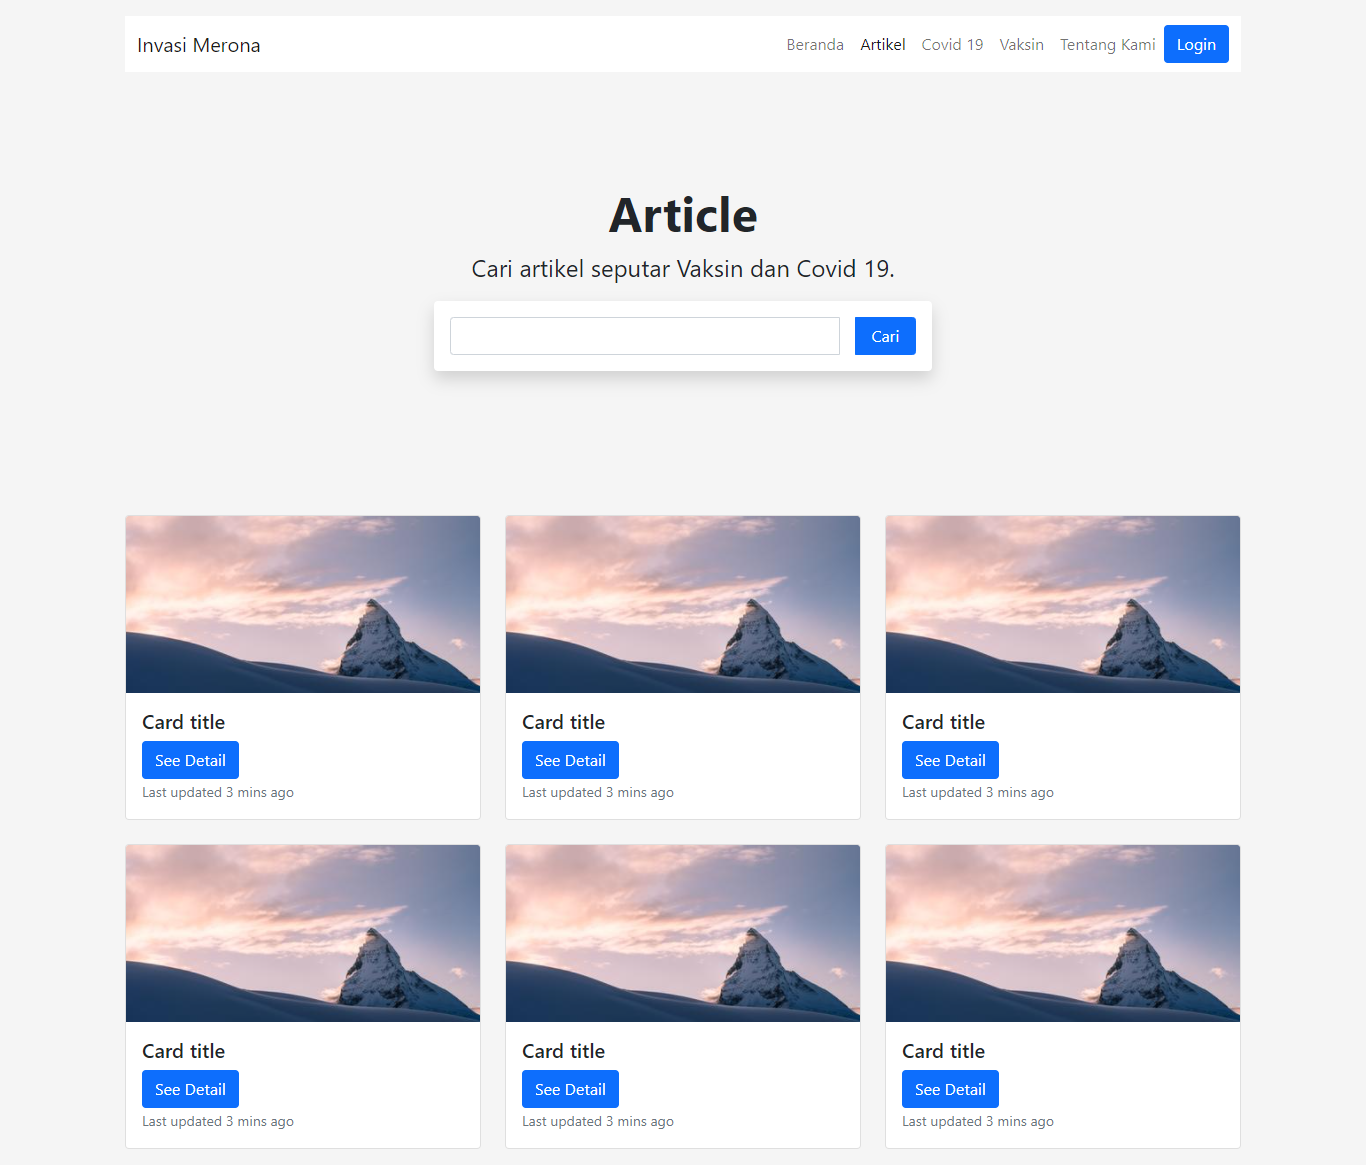 Invasi Merona
Beranda Artikel Covid 19 Vaksin Tentang Kami Login
Article
Cari artikel seputar Vaksin dan Covid 19.
Cari
Card title
See Detail
Last updated 3 mins ago
Card title
See Detail
Last updated 3 mins ago
Card title
See Detail
Last updated 3 mins ago
Card title
See Detail
Last updated 3 mins ago
Card title
See Detail
Last updated 3 mins ago
Card title
See Detail
Last updated 3 mins ago